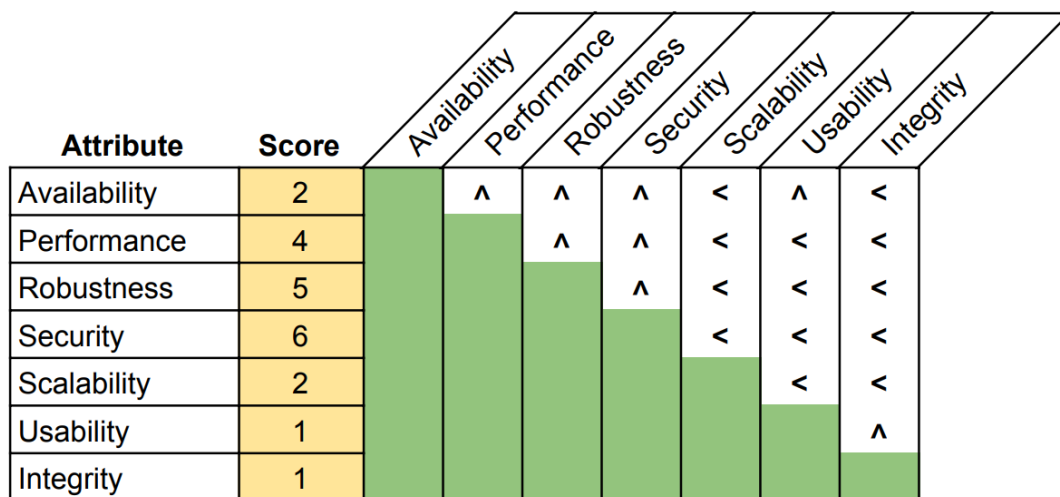 Availability
Performance
Robustness
Security
Scalability
Usability
Integrity
Attribute Score
Availability 2 ^ ^ ^ < ^ <
Performance 4 ^ ^ < < <
Robustness 5 ^ < < <
Security 6 < < <
Scalability 2 < <
Usability 1 ^
Integrity 1